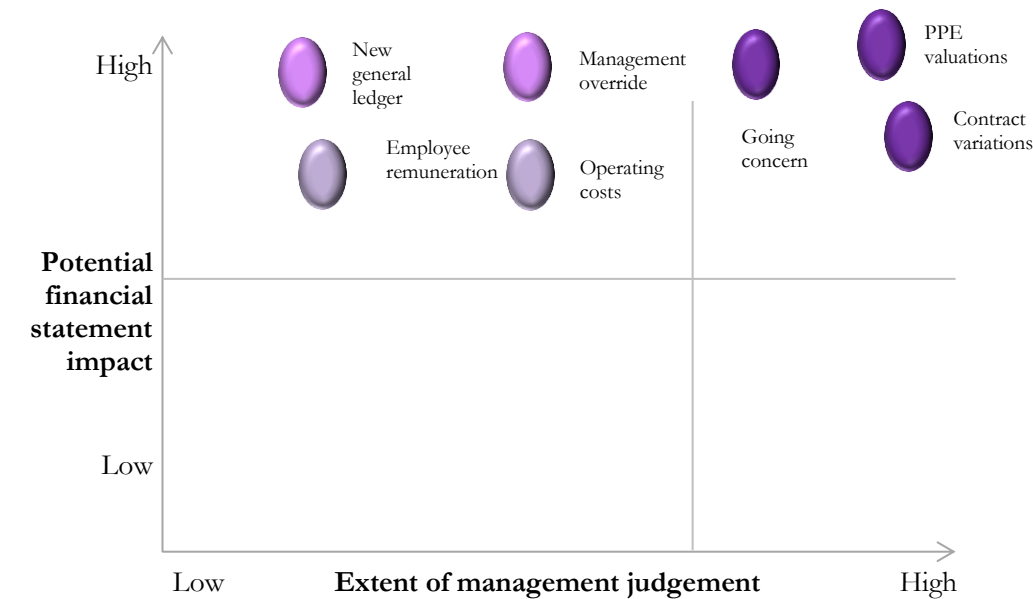 High
New
general
ledger
Management
override
PPE
valuations
Contract
variations
Going
concern
Employee
remuneration
Operating
costs
Potential
financial
statement
impact
Low
Low
Extent of management judgement
High